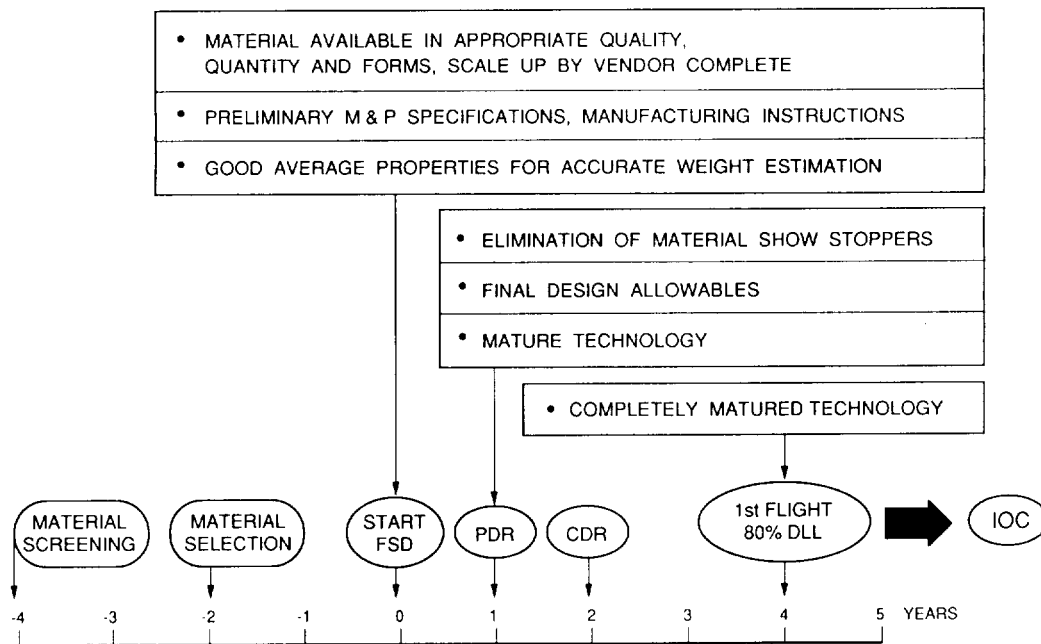 • MATERIAL AVAILABLE IN APPROPRIATE QUALITY,
QUANTITY AND FORMS, SCALE UP BY VENDOR COMPLETE
• PRELIMINARY M & P SPECIFICATIONS, MANUFACTURING INSTRUCTIONS
• GOOD AVERAGE PROPERTIES FOR ACCURATE WEIGHT ESTIMATION
• ELIMINATION OF MATERIAL SHOW STOPPERS
• FINAL DESIGN ALLOWABLES
• MATURE TECHNOLOGY
• COMPLETELY MATURED TECHNOLOGY
MATERIAL
SCREENING
MATERIAL
SELECTION
START
FSD
PDR
CDR
1st FLIGHT
80% DLL
IOC
-4 -3 -2 -1 0 1 2 3 4 5 YEARS